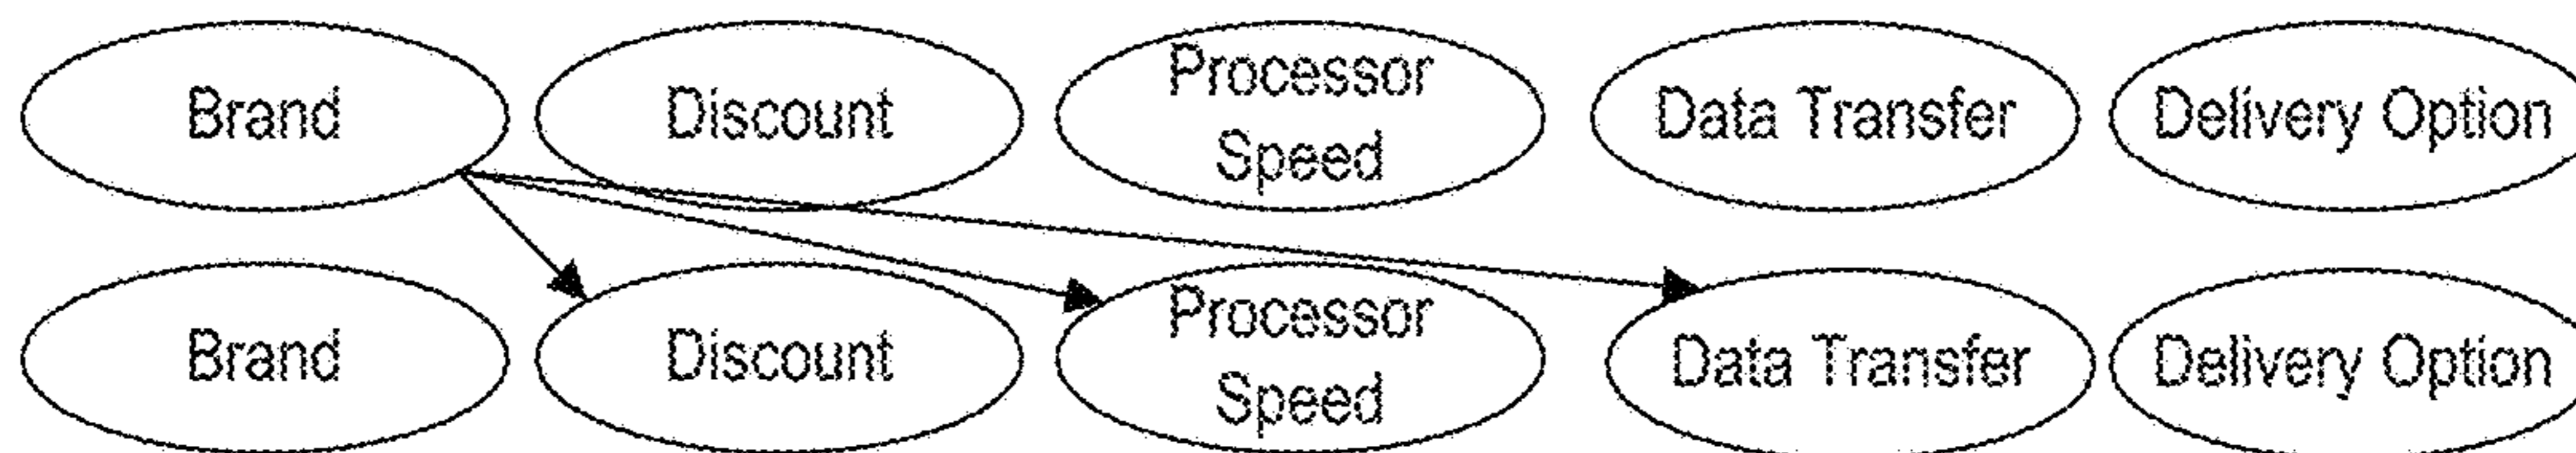 Brand Discount Processor Speed Data Transfer Delivery Option
Brand Discount Processor Speed Data Transfer Delivery Option